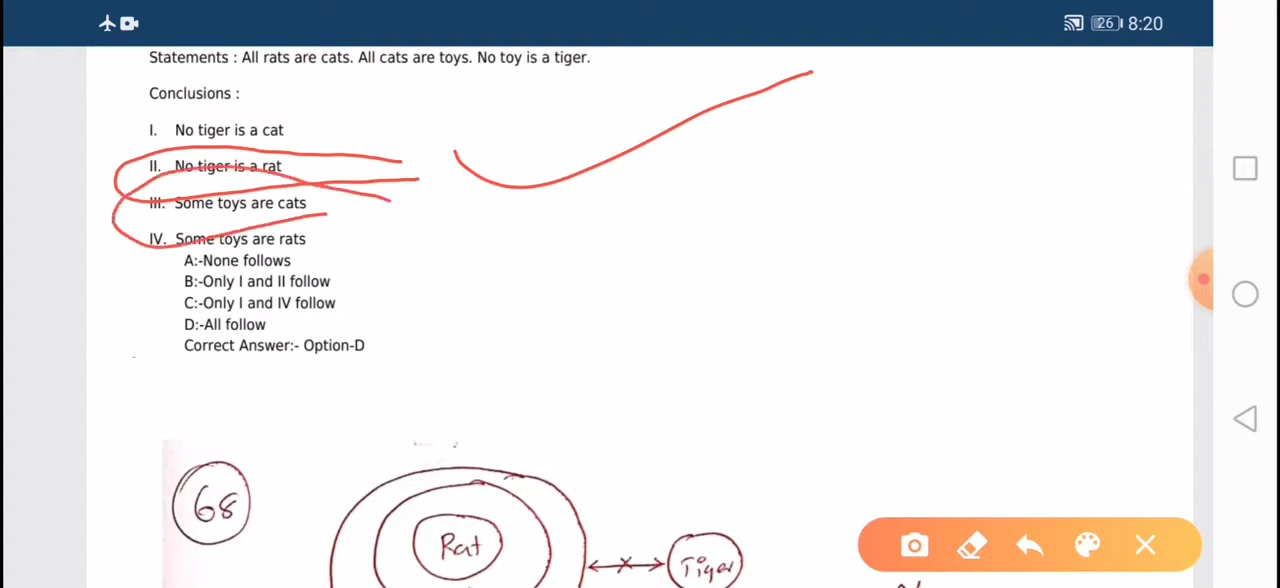 26 8:20
Statements : All rats are cats. All cats are toys. No toy is a tiger.
Conclusions :
I. No tiger is a cat
II. No tiger is a rat
III. Some toys are cats
IV. Some toys are rats
A:-None follows
B:-Only I and II follow
C:-Only I and IV follow
D:-All follow
Correct Answer:- Option-D
68
Rat
Tiger